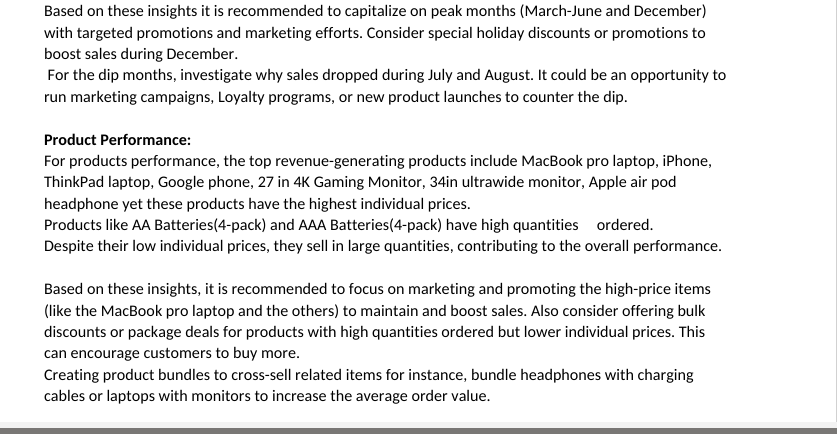 Based on these insights it is recommended to capitalize on peak months (March-June and December)
with targeted promotions and marketing efforts. Consider special holiday discounts or promotions to
boost sales during December.
For the dip months, investigate why sales dropped during July and August. It could be an opportunity to
run marketing campaigns, Loyalty programs, or new product launches to counter the dip.
Product Performance:
For products performance, the top revenue-generating products include MacBook pro laptop, iPhone,
ThinkPad laptop, Google phone, 27 in 4K Gaming Monitor, 34in ultrawide monitor, Apple air pod
headphone yet these products have the highest individual prices.
Products like AA Batteries(4-pack) and AAA Batteries(4-pack) have high quantities    ordered.
Despite their low individual prices, they sell in large quantities, contributing to the overall performance.
Based on these insights, it is recommended to focus on marketing and promoting the high-price items
(like the MacBook pro laptop and the others) to maintain and boost sales. Also consider offering bulk
discounts or package deals for products with high quantities ordered but lower individual prices. This
can encourage customers to buy more.
Creating product bundles to cross-sell related items for instance, bundle headphones with charging
cables or laptops with monitors to increase the average order value.